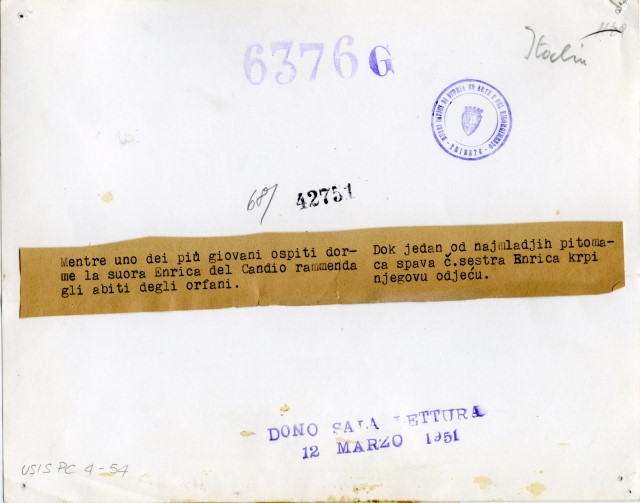 6376G
68/ 42751
Mentre uno dei più giovani ospiti dor-
me la suora Enrica del Candio rammenda
gli abiti degli orfani.
Dok jedan od najmladjih pitoma-
ca spava č.sestra Enrica krpi
njegovu odjeću.
DONO SALA LETTURA
12 MARZO 1951
USIS PC 4-54